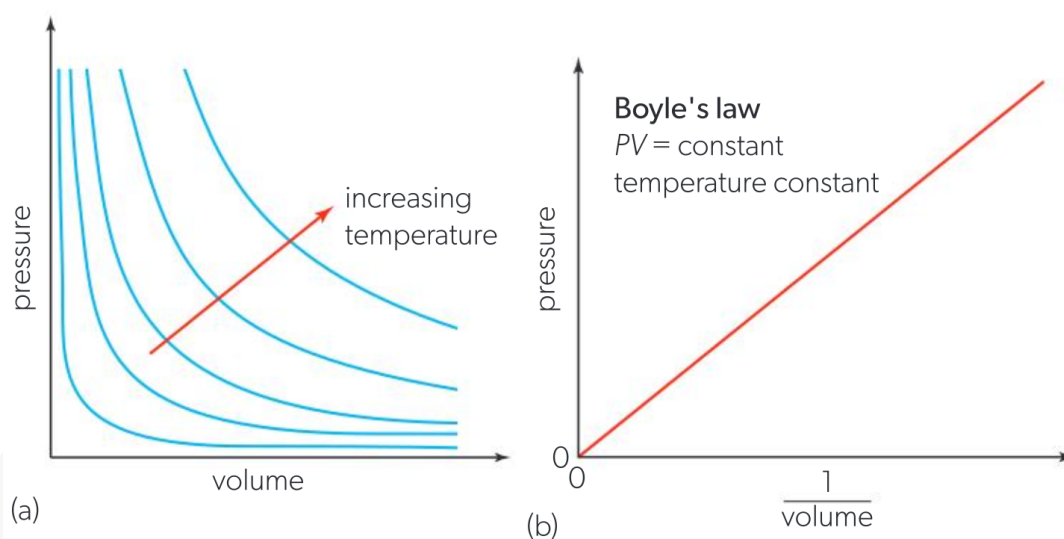 pressure
increasing
temperature
volume
(a)
Boyle's law
PV = constant
temperature constant
pressure
0
0
1
volume
(b)